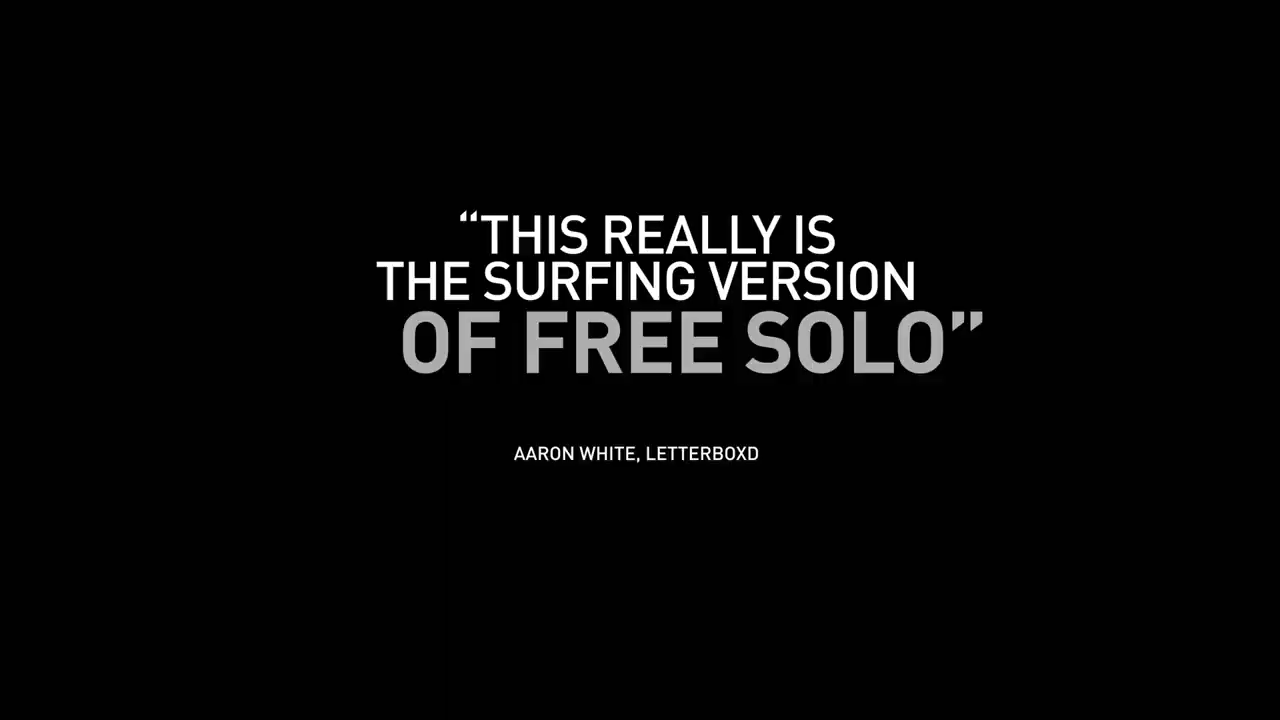 “THIS REALLY IS
THE SURFING VERSION
OF FREE SOLO”
AARON WHITE, LETTERBOXD